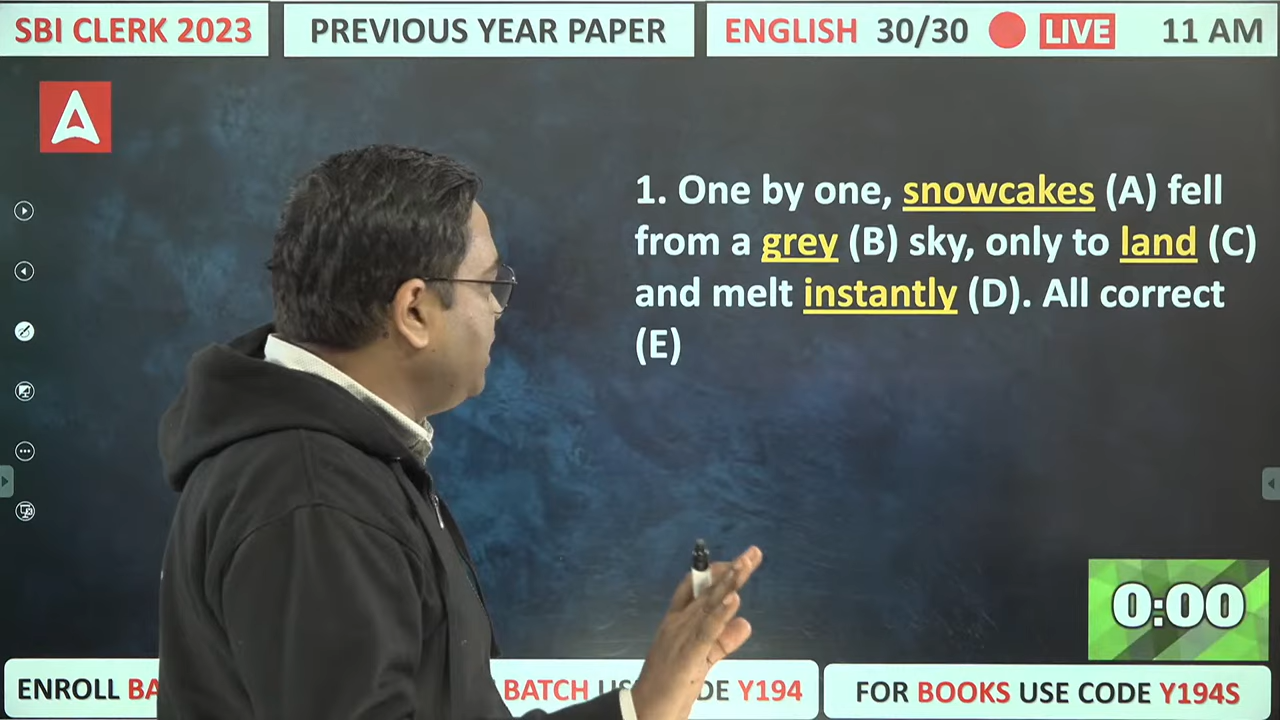 SBI CLERK 2023
PREVIOUS YEAR PAPER
ENGLISH 30/30 LIVE 11 AM
1. One by one, snowcakes (A) fell
from a grey (B) sky, only to land (C)
and melt instantly (D). All correct
(E)
0:00
ENROLL BATCH CODE Y194
FOR BOOKS USE CODE Y194S